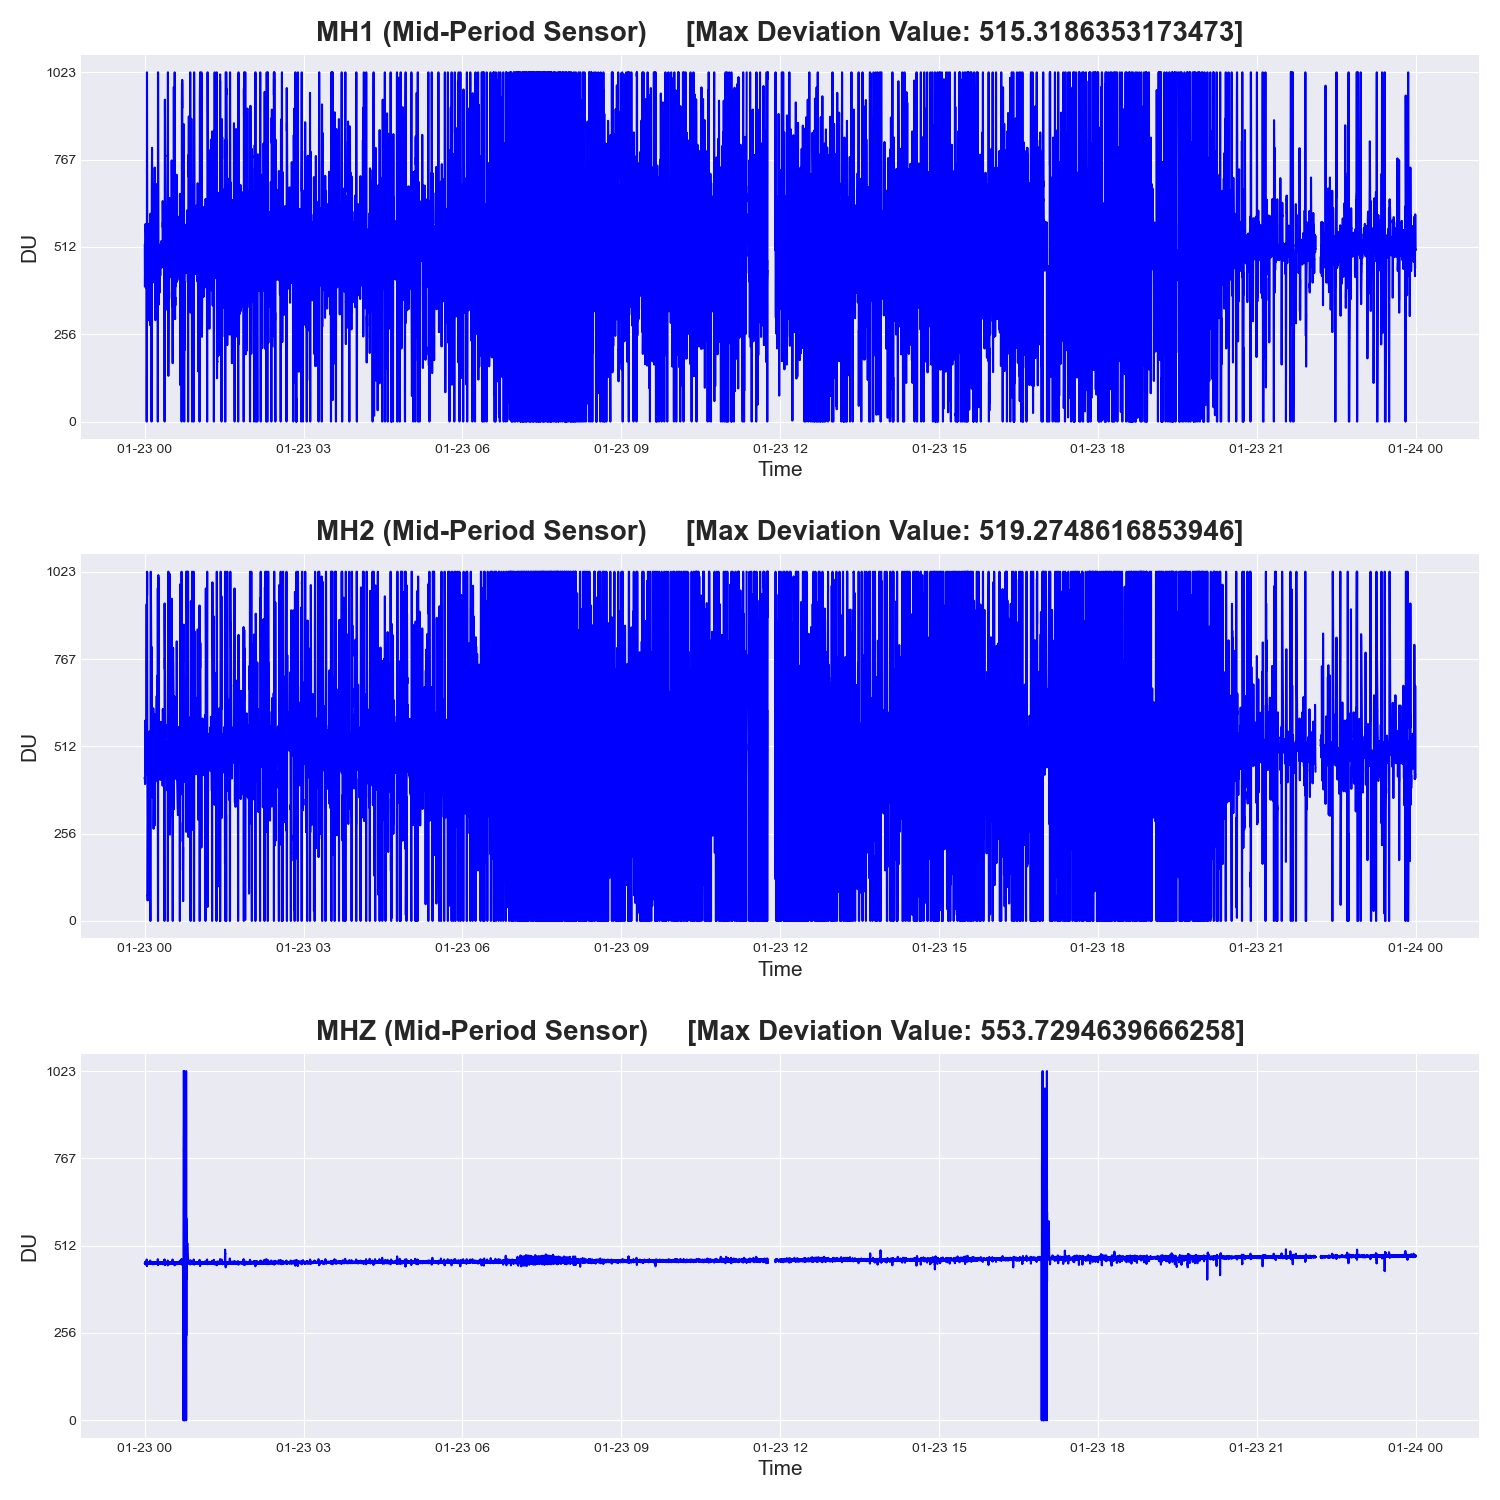 MH1 (Mid-Period Sensor) [Max Deviation Value: 515.3186353173473]
1023
767
512
256
0
DU
01-23 00 01-23 03 01-23 06 01-23 09 01-23 12 01-23 15 01-23 18 01-23 21 01-24 00
Time
MH2 (Mid-Period Sensor) [Max Deviation Value: 519.2748616853946]
1023
767
512
256
0
DU
01-23 00 01-23 03 01-23 06 01-23 09 01-23 12 01-23 15 01-23 18 01-23 21 01-24 00
Time
MHZ (Mid-Period Sensor) [Max Deviation Value: 553.7294639666258]
1023
767
512
256
0
DU
01-23 00 01-23 03 01-23 06 01-23 09 01-23 12 01-23 15 01-23 18 01-23 21 01-24 00
Time